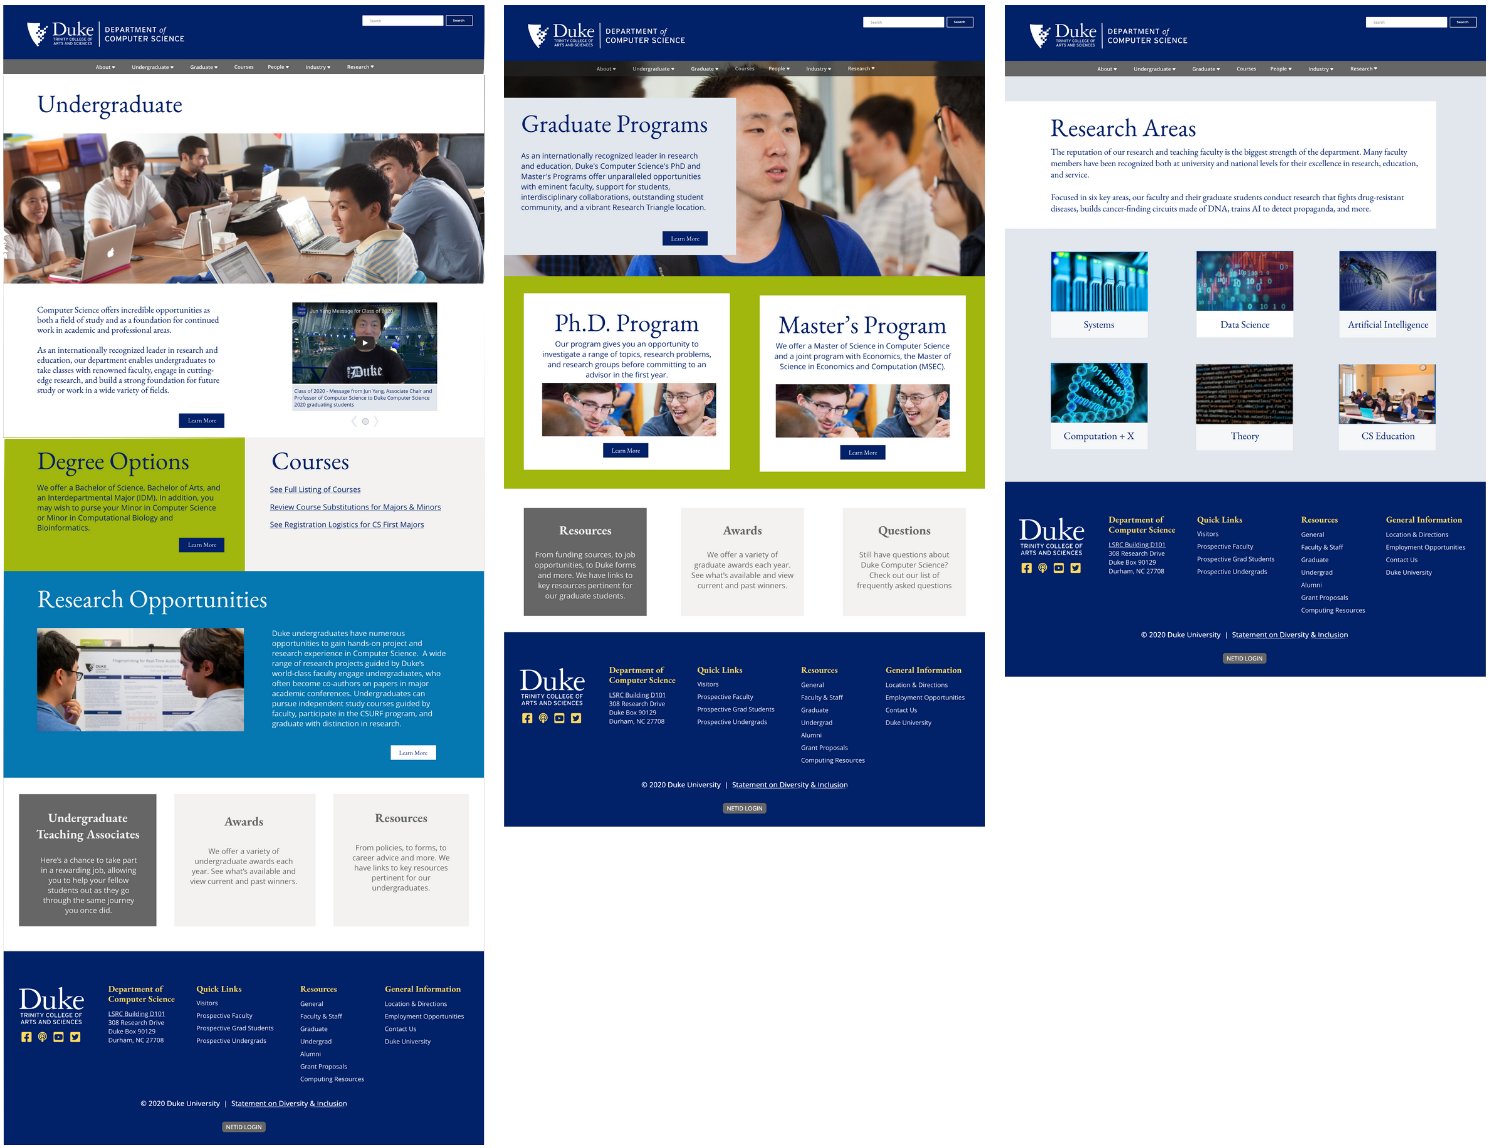 Duke
TRINITY COLLEGE OF
ARTS AND SCIENCES
DEPARTMENT of
COMPUTER SCIENCE
Search
Search
About
Undergraduate
Graduate
Courses
People
Industry
Research
Undergraduate
Computer Science offers incredible opportunities as
both a field of study and as a foundation for continued
work in academic and professional areas.
As an internationally recognized leader in research and
education, our department enables undergraduates to
take classes with renowned faculty, engage in cutting-
edge research, and build a strong foundation for future
study or work in a wide variety of fields.
Learn More
Jun Yang Message for Class of 2020
Duke
Class of 2020 - Message from Jun Yang, Associate Chair and
Professor of Computer Science to Duke Computer Science
2020 graduating students
Degree Options
We offer a Bachelor of Science, Bachelor of Arts, and
an Interdepartmental Major (IDM). In addition, you
may wish to purse your Minor in Computer Science
or Minor in Computational Biology and
Bioinformatics.
Learn More
Courses
See Full Listing of Courses
Review Course Substitutions for Majors & Minors
See Registration Logistics for CS First Majors
Research Opportunities
Duke undergraduates have numerous
opportunities to gain hands-on project and
research experience in Computer Science. A wide
range of research projects guided by Duke's
world-class faculty engage undergraduates, who
often become co-authors on papers in major
academic conferences. Undergraduates can
pursue independent study courses guided by
faculty, participate in the CSURF program, and
graduate with distinction in research.
Learn More
Undergraduate
Teaching Associates
Here's a chance to take part
in a rewarding job, allowing
you to help your fellow
students out as they go
through the same journey
you once did.
Awards
We offer a variety of
undergraduate awards each
year. See what's available and
view current and past winners.
Resources
From policies, to forms, to
career advice and more. We
have links to key resources
pertinent for our
undergraduates.
Duke
TRINITY COLLEGE OF
ARTS AND SCIENCES
Department of
Computer Science
LSRC Building D101
308 Research Drive
Duke Box 90129
Durham, NC 27708
Quick Links
Visitors
Prospective Faculty
Prospective Grad Students
Prospective Undergrads
Resources
General
Faculty & Staff
Graduate
Undergrad
Alumni
Grant Proposals
Computing Resources
General Information
Location & Directions
Employment Opportunities
Contact Us
Duke University
© 2020 Duke University | Statement on Diversity & Inclusion
NETID LOGIN
Duke
TRINITY COLLEGE OF
ARTS AND SCIENCES
DEPARTMENT of
COMPUTER SCIENCE
Search
Search
About
Undergraduate
Graduate
Courses
People
Industry
Research
Graduate Programs
As an internationally recognized leader in research
and education, Duke's Computer Science's PhD and
Master's Programs offer unparalleled opportunities
with eminent faculty, support for students,
interdisciplinary collaborations, outstanding student
community, and a vibrant Research Triangle location.
Learn More
Ph.D. Program
Our program gives you an opportunity to
investigate a range of topics, research problems,
and research groups before committing to an
advisor in the first year.
Learn More
Master's Program
We offer a Master of Science in Computer Science
and a joint program with Economics, the Master of
Science in Economics and Computation (MSEC).
Learn More
Resources
From funding sources, to job
opportunities, to Duke forms
and more. We have links to
key resources pertinent for
our graduate students.
Awards
We offer a variety of
graduate awards each year.
See what's available and view
current and past winners.
Questions
Still have questions about
Duke Computer Science?
Check out our list of
frequently asked questions
Duke
TRINITY COLLEGE OF
ARTS AND SCIENCES
Department of
Computer Science
LSRC Building D101
308 Research Drive
Duke Box 90129
Durham, NC 27708
Quick Links
Visitors
Prospective Faculty
Prospective Grad Students
Prospective Undergrads
Resources
General
Faculty & Staff
Graduate
Undergrad
Alumni
Grant Proposals
Computing Resources
General Information
Location & Directions
Employment Opportunities
Contact Us
Duke University
© 2020 Duke University | Statement on Diversity & Inclusion
NETID LOGIN
Duke
TRINITY COLLEGE OF
ARTS AND SCIENCES
DEPARTMENT of
COMPUTER SCIENCE
Search
Search
About
Undergraduate
Graduate
Courses
People
Industry
Research
Research Areas
The reputation of our research and teaching faculty is the biggest strength of the department. Many faculty
members have been recognized both at university and national levels for their excellence in research, education,
and service.
Focused in six key areas, our faculty and their graduate students conduct research that fights drug-resistant
diseases, builds cancer-finding circuits made of DNA, trains AI to detect propaganda, and more.
Systems
Data Science
Artificial Intelligence
Computation + X
Theory
CS Education
Duke
TRINITY COLLEGE OF
ARTS AND SCIENCES
Department of
Computer Science
LSRC Building D101
308 Research Drive
Duke Box 90129
Durham, NC 27708
Quick Links
Visitors
Prospective Faculty
Prospective Grad Students
Prospective Undergrads
Resources
General
Faculty & Staff
Graduate
Undergrad
Alumni
Grant Proposals
Computing Resources
General Information
Location & Directions
Employment Opportunities
Contact Us
Duke University
© 2020 Duke University | Statement on Diversity & Inclusion
NETID LOGIN